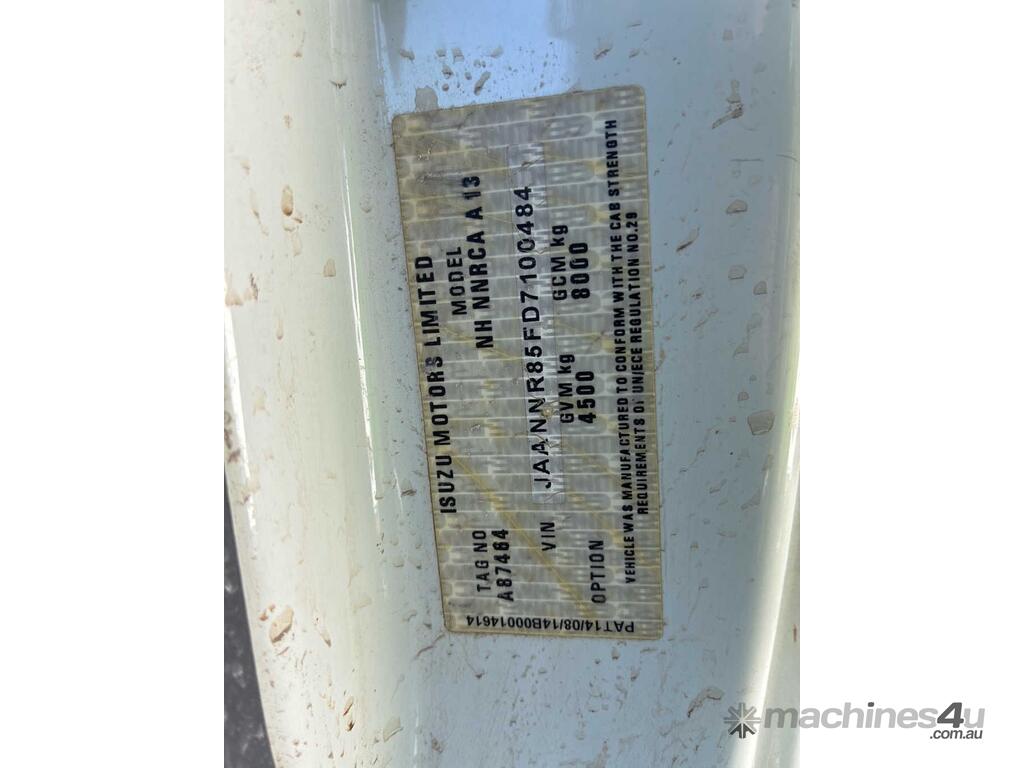 ISUZU MOTORS LIMITED
TAG NO MODEL
A87464 NH NNRCA A 13
VIN JAANNR85FD7100484
GVM kg GCM kg
OPTION 4500 8000
VEHICLE WAS MANUFACTURED TO CONFORM WITH THE CAB STRENGTH
REQUIREMENTS OF UN/ECE REGULATION NO.29
PAT14/08/14B00014614
machines4u
.com.au